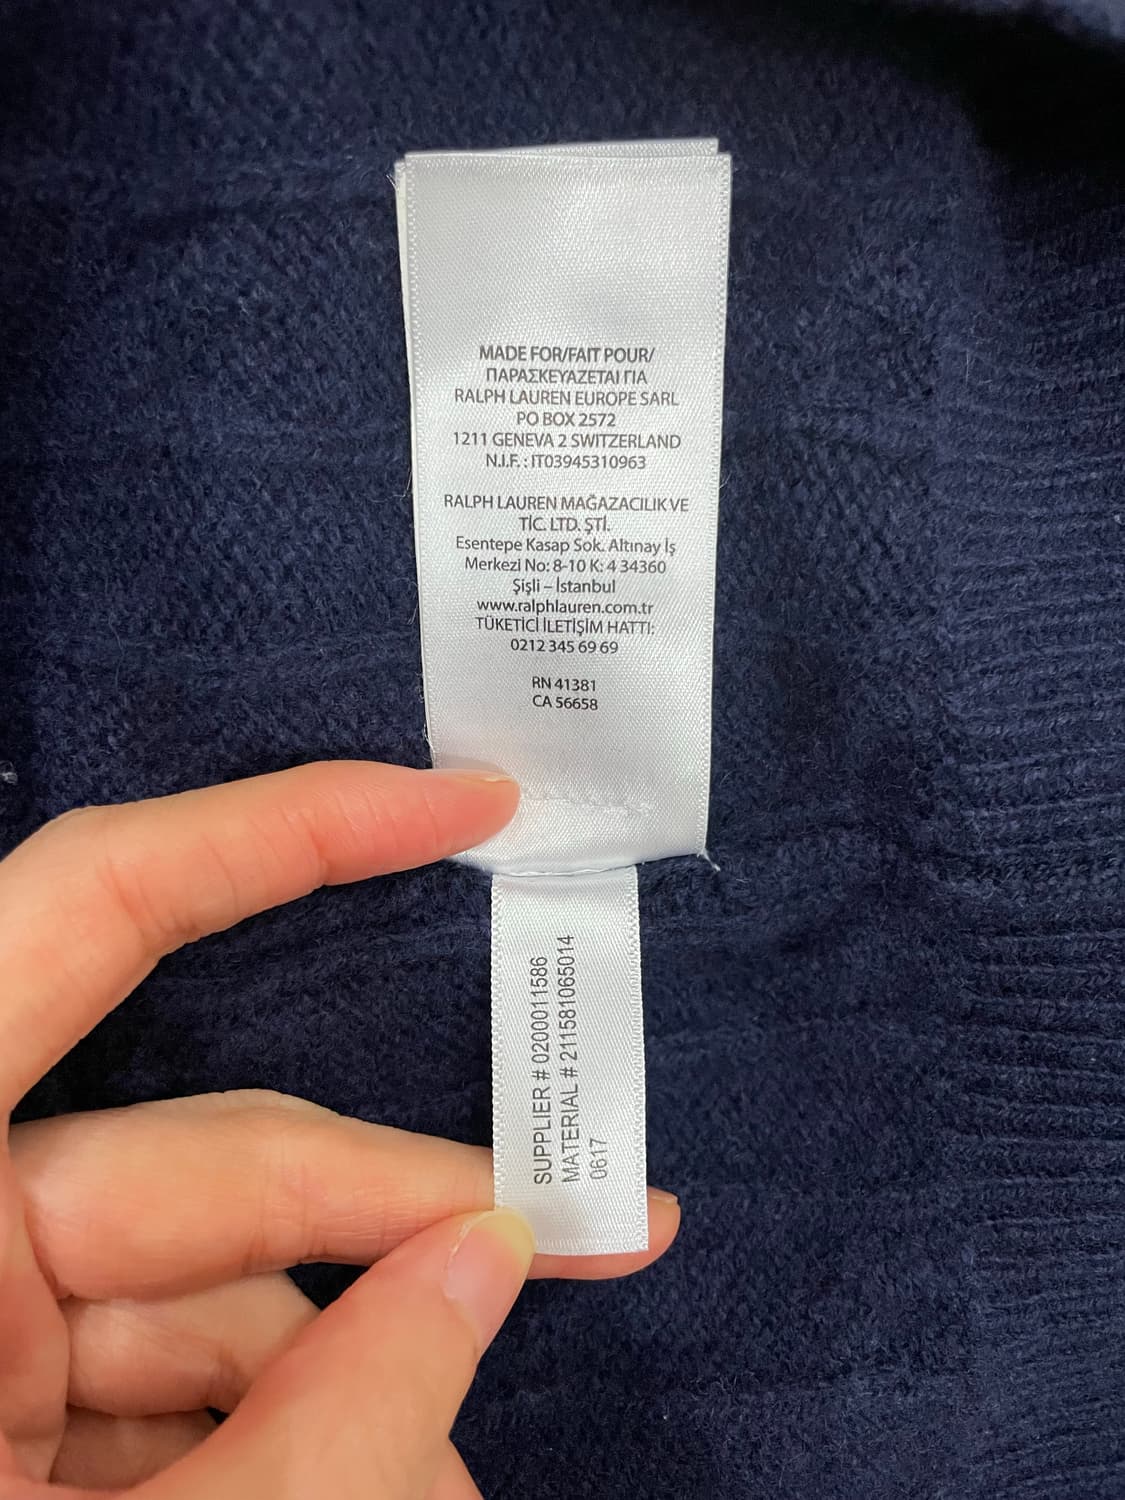 MADE FOR/FAIT POUR/
ΠΑΡΑΣΚΕΥΑΖΕΤΑΙ ΓΙΑ
RALPH LAUREN EUROPE SARL
PO BOX 2572
1211 GENEVA 2 SWITZERLAND
N.I.F. : IT03945310963
RALPH LAUREN MAĞAZACILIK VE
TİC. LTD. ŞTİ.
Esentepe Kasap Sok. Altınay İş
Merkezi No: 8-10 K: 4 34360
Şişli – İstanbul
www.ralphlauren.com.tr
TÜKETİCİ İLETİŞİM HATTI:
0212 345 69 69
RN 41381
CA 56658
SUPPLIER # 0200011586
MATERIAL # 211581065014
0617